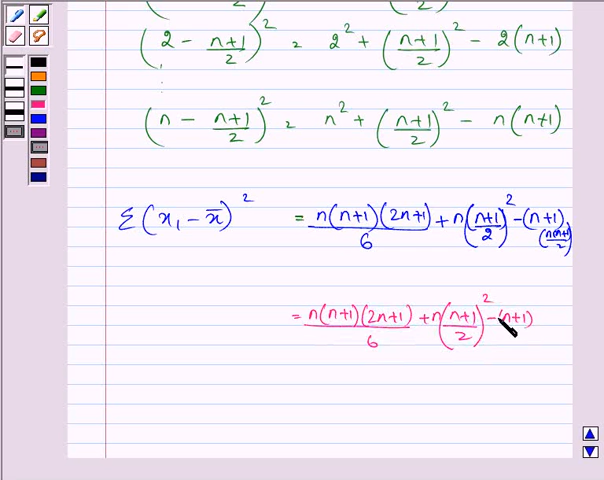 2
(2 - (n+1)/2)² = 2² + ((n+1)/2)² - 2(n+1)
(n - (n+1)/2)² = n² + ((n+1)/2)² - n(n+1)
Σ(x₁ - x̄)² = n(n+1)(2n+1)/6 + n((n+1)/2)² - (n+1)(n(n+1)/2)
= n(n+1)(2n+1)/6 + n((n+1)/2)² - (n+1)